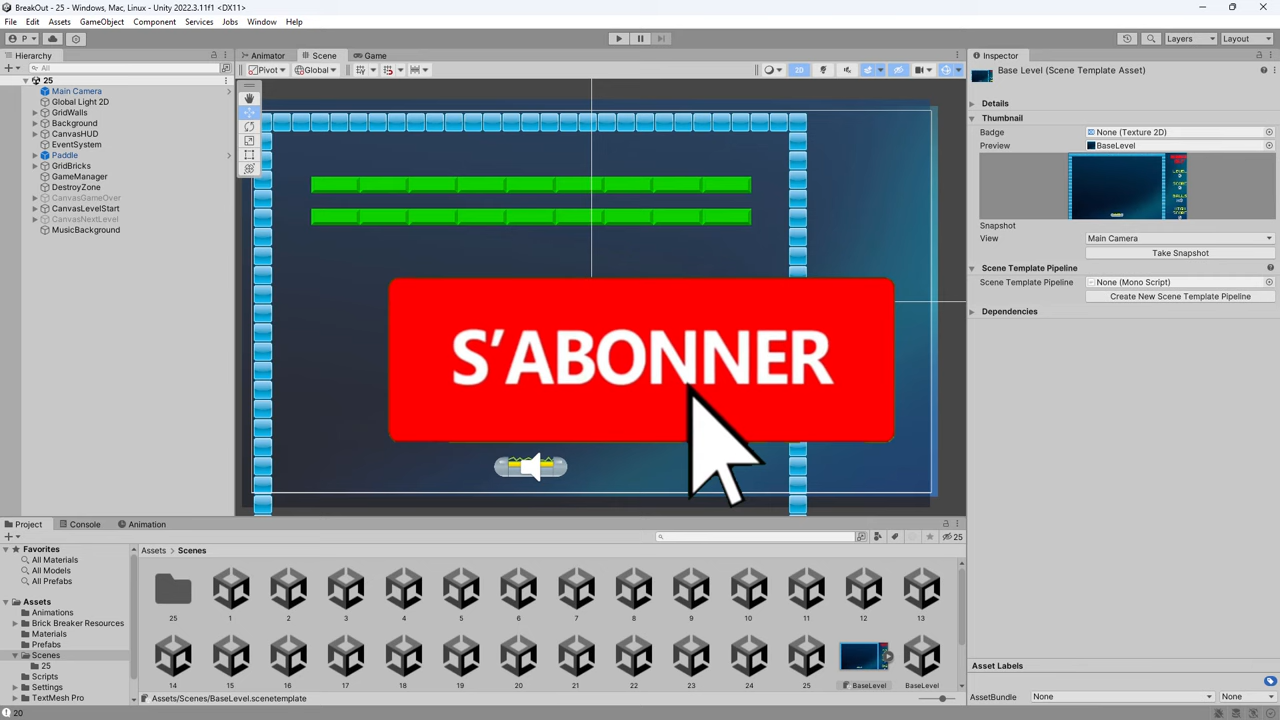 BreakOut - 25 - Windows, Mac, Linux - Unity 2022.3.11f1 <DX11>
File Edit Assets GameObject Component Services Jobs Window Help
P
Layers Layout
Hierarchy
All
25
Main Camera
Global Light 2D
GridWalls
Background
CanvasHUD
EventSystem
Paddle
GridBricks
GameManager
DestroyZone
CanvasGameOver
CanvasLevelStart
CanvasNextLevel
MusicBackground
Animator Scene Game
Pivot Global 2D
S'ABONNER
Inspector
Base Level (Scene Template Asset)
Details
Thumbnail
Badge None (Texture 2D)
Preview BaseLevel
Snapshot
View Main Camera
Take Snapshot
Scene Template Pipeline
Scene Template Pipeline None (Mono Script)
Create New Scene Template Pipeline
Dependencies
Asset Labels
AssetBundle None None
Project Console Animation
25
Favorites
All Materials
All Models
All Prefabs
Assets
Animations
Brick Breaker Resources
Materials
Prefabs
Scenes
25
Scripts
Settings
TextMesh Pro
Assets > Scenes
25 1 2 3 4 5 6 7 8 9 10 11 12 13
14 15 16 17 18 19 20 21 22 23 24 25 BaseLevel BaseLevel
Assets/Scenes/BaseLevel.scenetemplate
20